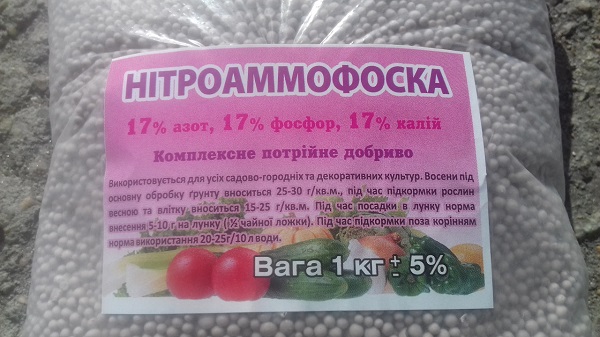 НІТРОАММОФОСКА
17% азот, 17% фосфор, 17% калій
Комплексне потрійне добриво
Використовується для усіх садово-городніх та декоративних культур. Восени під
основну обробку ґрунту вноситься 25-30 г/кв.м., під час підкормки рослин
весною та влітку вноситься 15-25 г/кв.м. Під час посадки в лунку норма
внесення 5-10 г на лунку ( ½ чайної ложки). Під час підкормки поза корінням
норма використання 20-25г/10 л води.
Вага 1 кг ± 5%